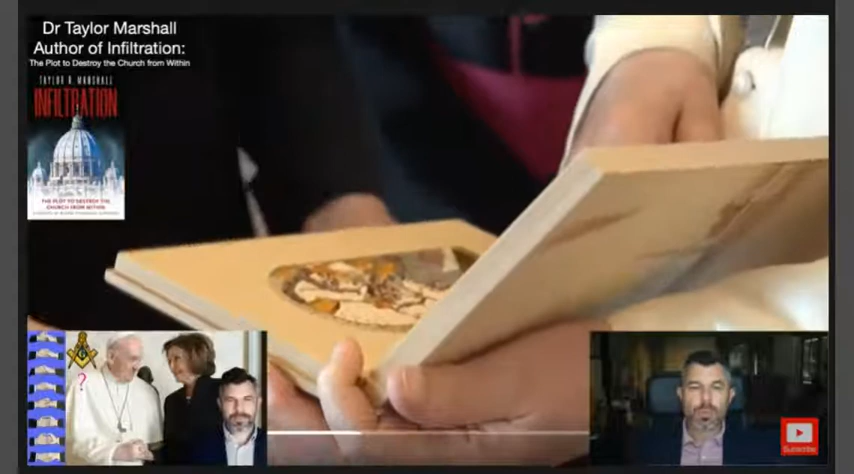 Dr Taylor Marshall
Author of Infiltration:
The Plot to Destroy the Church from Within
TAYLOR R. MARSHALL
INFILTRATION
THE PLOT TO DESTROY THE
CHURCH FROM WITHIN
G
?
Subscribe